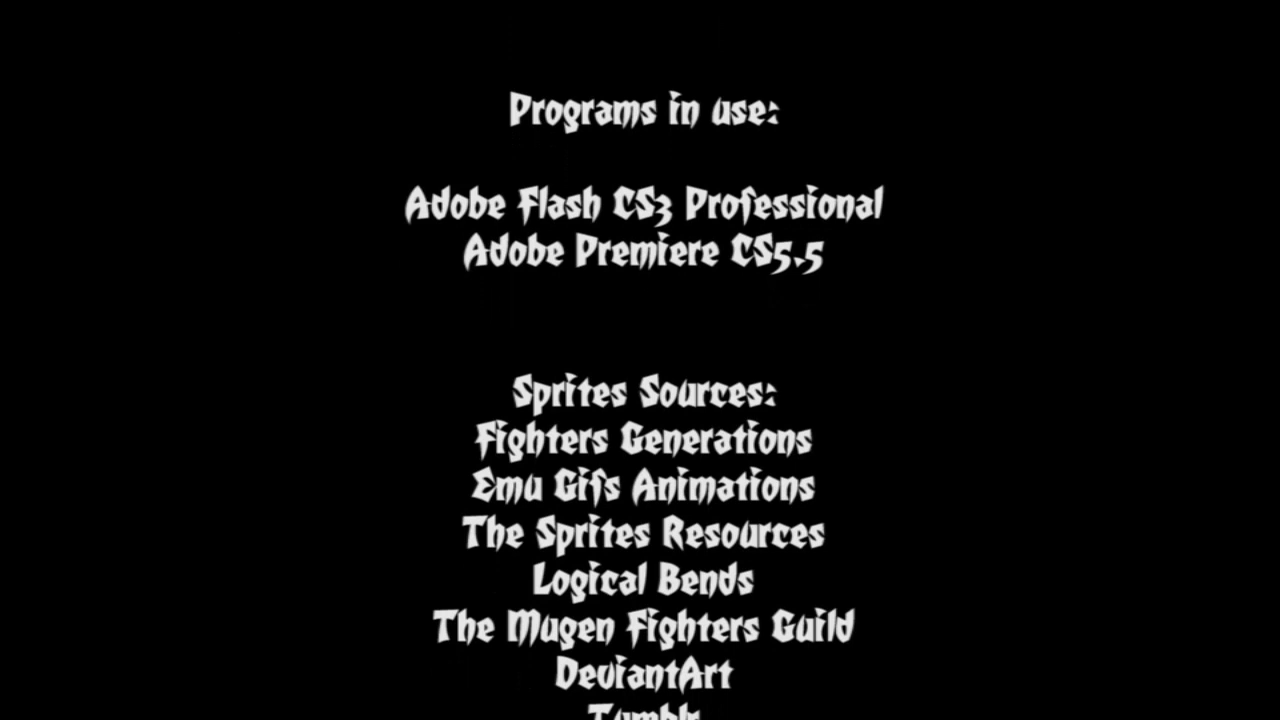 Programs in use:
Adobe Flash CS3 Professional
Adobe Premiere CS5.5
Sprites Sources:
Fighters Generations
Emu Gifs Animations
The Sprites Resources
Logical Bends
The Mugen Fighters Guild
DeviantArt
Tumblr